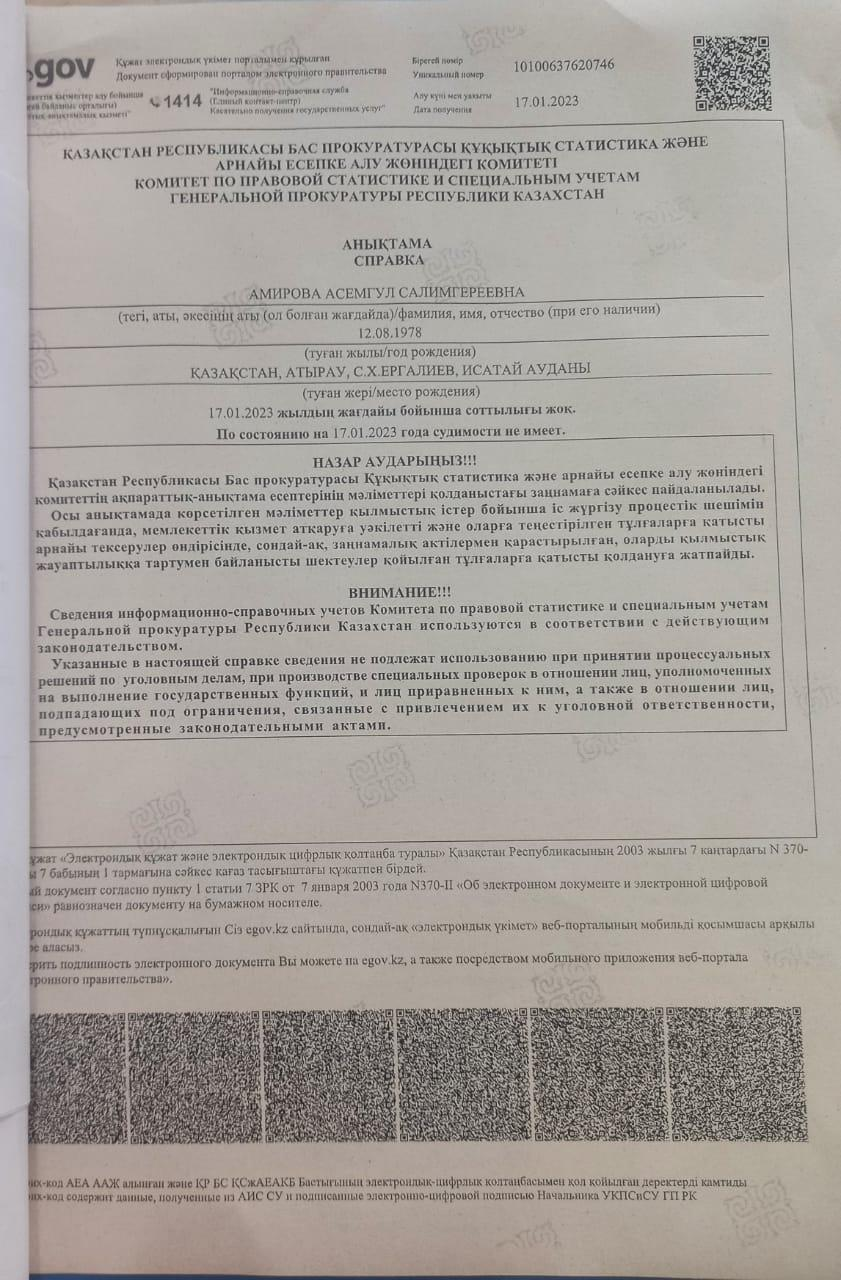 gov
Құжат электрондық үкімет порталымен құрылған
Документ сформирован порталом электронного правительства
Бірегей нөмір
Уникальный номер
10100637620746
1414
"Информационно-справочная служба
(Единый контакт-центр)
Касательно получения государственных услуг"
Алу күні мен уақыты
Дата получения
17.01.2023
ҚАЗАҚСТАН РЕСПУБЛИКАСЫ БАС ПРОКУРАТУРАСЫ ҚҰҚЫҚТЫҚ СТАТИСТИКА ЖӘНЕ
АРНАЙЫ ЕСЕПКЕ АЛУ ЖӨНІНДЕГІ КОМИТЕТІ
КОМИТЕТ ПО ПРАВОВОЙ СТАТИСТИКЕ И СПЕЦИАЛЬНЫМ УЧЕТАМ
ГЕНЕРАЛЬНОЙ ПРОКУРАТУРЫ РЕСПУБЛИКИ КАЗАХСТАН
АНЫҚТАМА
СПРАВКА
АМИРОВА АСЕМГУЛ САЛИМГЕРЕЕВНА
(тегі, аты, әкесінің аты (ол болған жағдайда)/фамилия, имя, отчество (при его наличии)
12.08.1978
(туған жылы/год рождения)
ҚАЗАҚСТАН, АТЫРАУ, С.Х.ЕРГАЛИЕВ, ИСАТАЙ АУДАНЫ
(туған жері/место рождения)
17.01.2023 жылдың жағдайы бойынша соттылығы жоқ.
По состоянию на 17.01.2023 года судимости не имеет.
НАЗАР АУДАРЫҢЫЗ!!!
Қазақстан Республикасы Бас прокуратурасы Құқықтық статистика және арнайы есепке алу жөніндегі
комитеттің ақпараттық-анықтама есептерінің мәліметтері қолданыстағы заңнамаға сәйкес пайдаланылады.
Осы анықтамада көрсетілген мәліметтер қылмыстық істер бойынша іс жүргізу процестік шешімін
қабылдағанда, мемлекеттік қызмет атқаруға уәкілетті және оларға теңестірілген тұлғаларға қатысты
арнайы тексерулер өндірісінде, сондай-ақ, заңнамалық актілермен қарастырылған, оларды қылмыстық
жауаптылыққа тартумен байланысты шектеулер қойылған тұлғаларға қатысты қолдануға жатпайды.
ВНИМАНИЕ!!!
Сведения информационно-справочных учетов Комитета по правовой статистике и специальным учетам
Генеральной прокуратуры Республики Казахстан используются в соответствии с действующим
законодательством.
Указанные в настоящей справке сведения не подлежат использованию при принятии процессуальных
решений по уголовным делам, при производстве специальных проверок в отношении лиц, уполномоченных
на выполнение государственных функций, и лиц приравненных к ним, а также в отношении лиц,
подпадающих под ограничения, связанные с привлечением их к уголовной ответственности,
предусмотренные законодательными актами.
ұжат «Электрондық құжат және электрондық цифрлық қолтаңба туралы» Қазақстан Республикасының 2003 жылғы 7 қаңтардағы N 370-
ы 7 бабының 1 тармағына сәйкес қағаз тасығыштағы құжатпен бірдей.
ый документ согласно пункту 1 статьи 7 ЗРК от 7 января 2003 года N370-II «Об электронном документе и электронной цифровой
иси» равнозначен документу на бумажном носителе.
рондық құжаттың түпнұсқалығын Сіз egov.kz сайтында, сондай-ақ «электрондық үкімет» веб-порталының мобильді қосымшасы арқылы
ре аласыз.
ерить подлинность электронного документа Вы можете на egov.kz, а также посредством мобильного приложения веб-портала
тронного правительства».
их-код АЕА ААЖ алынған және ҚР БС ҚСжАЕАКБ Бастығының электрондық-цифрлық қолтаңбасымен қол қойылған деректерді қамтиды
их-код содержит данные, полученные из АИС СУ и подписанные электронно-цифровой подписью Начальника УКПСиСУ ГП РК